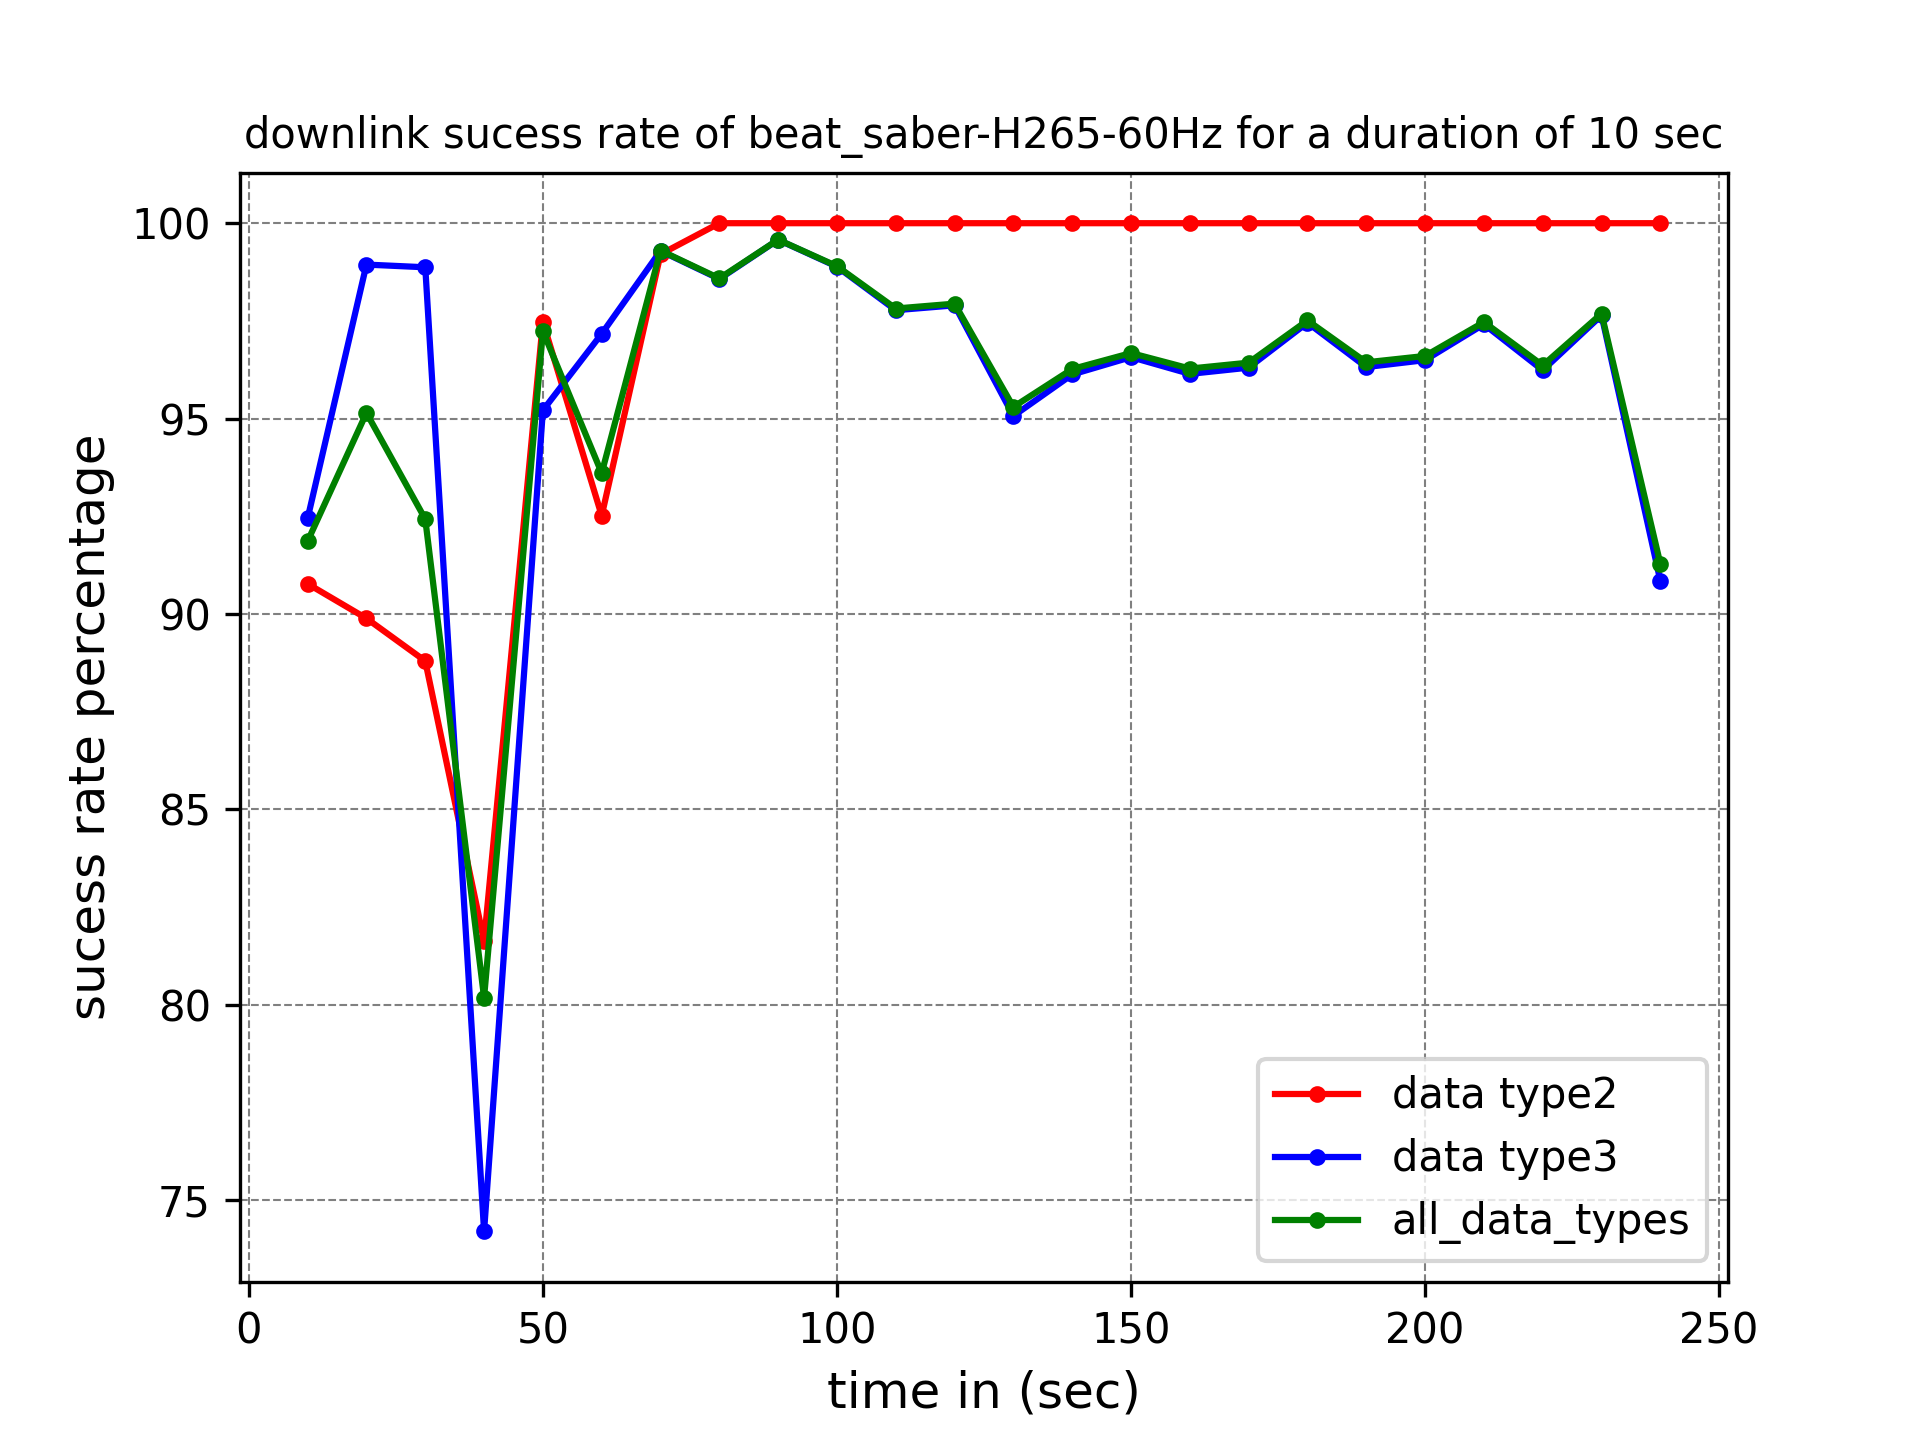 downlink sucess rate of beat_saber-H265-60Hz for a duration of 10 sec
sucess rate percentage
100
95
90
85
80
75
data type2
data type3
all_data_types
0 50 100 150 200 250
time in (sec)